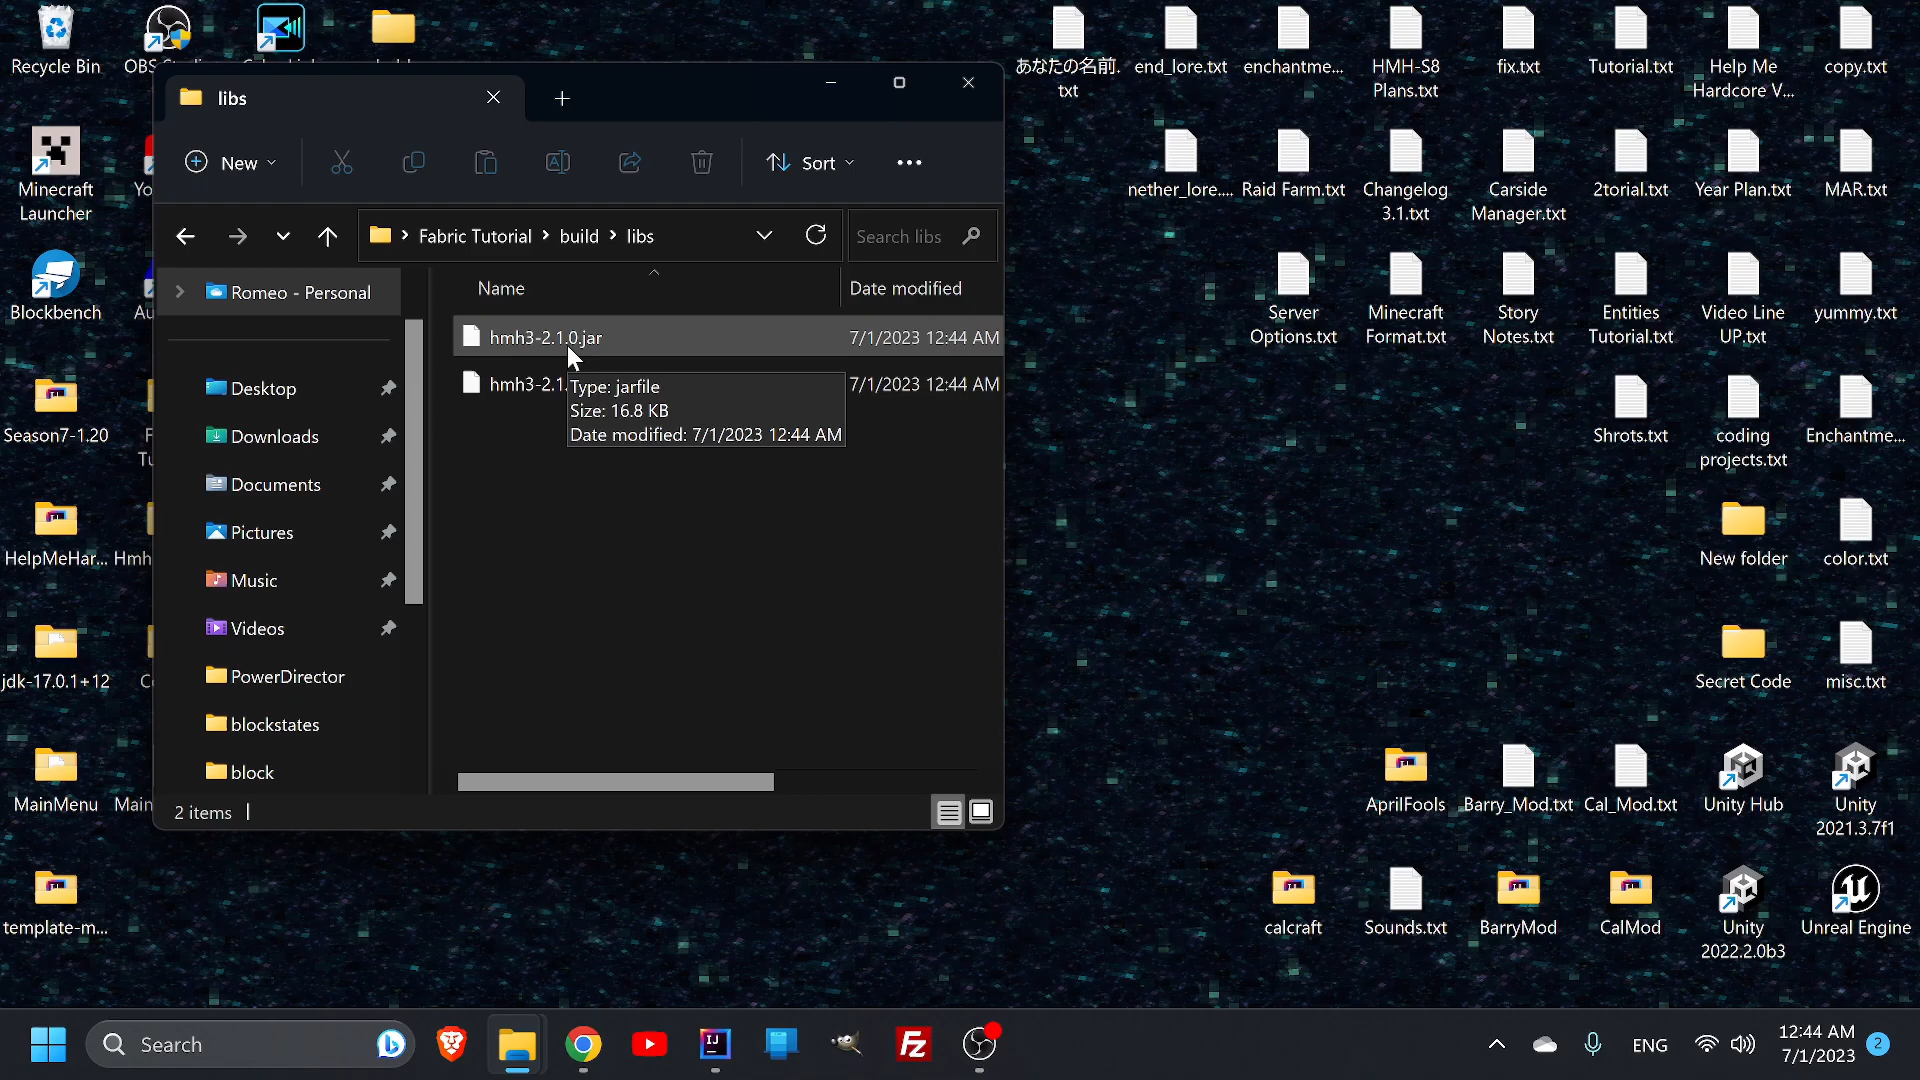 Recycle Bin
OBS
libs
New
Sort
Fabric Tutorial
build
libs
Search libs
Romeo - Personal
Name
Date modified
hmh3-2.1.0.jar
7/1/2023 12:44 AM
hmh3-2.1.
7/1/2023 12:44 AM
Type: jarfile
Size: 16.8 KB
Date modified: 7/1/2023 12:44 AM
Desktop
Downloads
Documents
Pictures
Music
Videos
PowerDirector
blockstates
block
2 items
Minecraft
Launcher
Yo
Blockbench
Au
Season7-1.20
HelpMeHar...
Hmh
jdk-17.0.1+12
MainMenu
Main
template-m...
あなたの名前.
txt
end_lore.txt
enchantme...
HMH-S8
Plans.txt
fix.txt
Tutorial.txt
Help Me
Hardcore V...
copy.txt
nether_lore....
Raid Farm.txt
Changelog
3.1.txt
Carside
Manager.txt
2torial.txt
Year Plan.txt
MAR.txt
Server
Options.txt
Minecraft
Format.txt
Story
Notes.txt
Entities
Tutorial.txt
Video Line
UP.txt
yummy.txt
Shrots.txt
coding
projects.txt
Enchantme...
New folder
color.txt
Secret Code
misc.txt
AprilFools
Barry_Mod.txt
Cal_Mod.txt
Unity Hub
Unity
2021.3.7f1
calcraft
Sounds.txt
BarryMod
CalMod
Unity
2022.2.0b3
Unreal Engine
Search
IJ
FZ
ENG
12:44 AM
7/1/2023
2